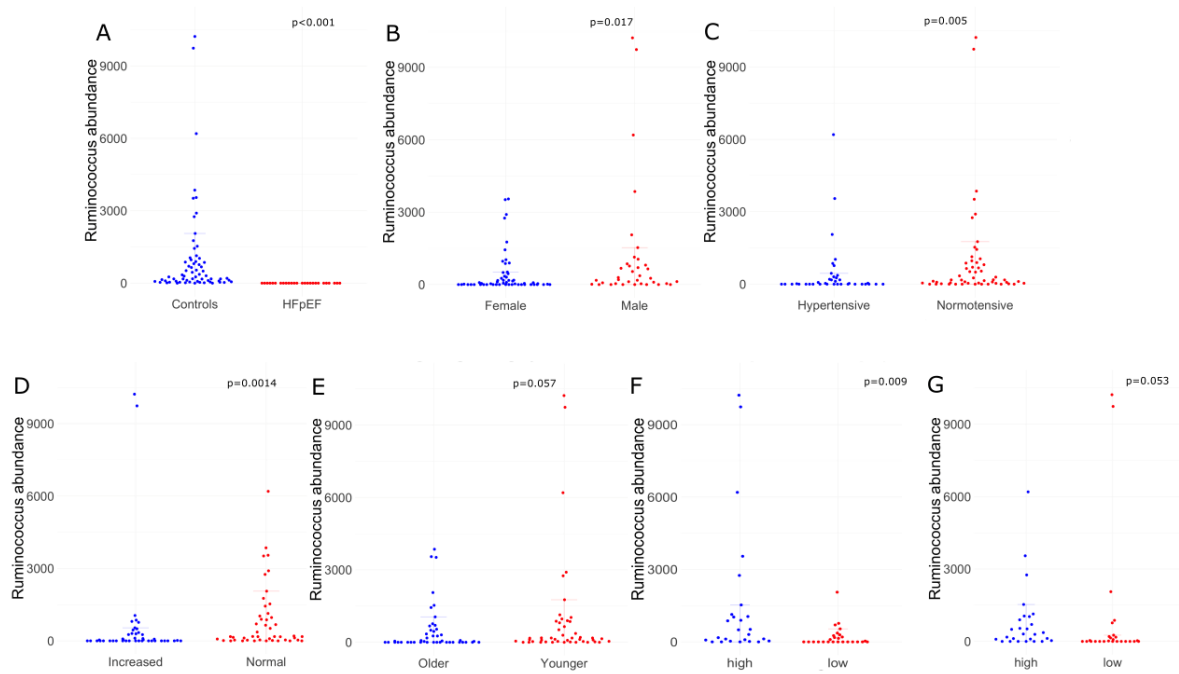 A
p<0.001
Ruminococcus abundance
9000
6000
3000
0
Controls
HFpEF
B
p=0.017
Ruminococcus abundance
9000
6000
3000
0
Female
Male
C
p=0.005
Ruminococcus abundance
9000
6000
3000
0
Hypertensive
Normotensive
D
p=0.0014
Ruminococcus abundance
9000
6000
3000
0
Increased
Normal
E
p=0.057
Ruminococcus abundance
9000
6000
3000
0
Older
Younger
F
p=0.009
Ruminococcus abundance
9000
6000
3000
0
high
low
G
p=0.053
Ruminococcus abundance
9000
6000
3000
0
high
low